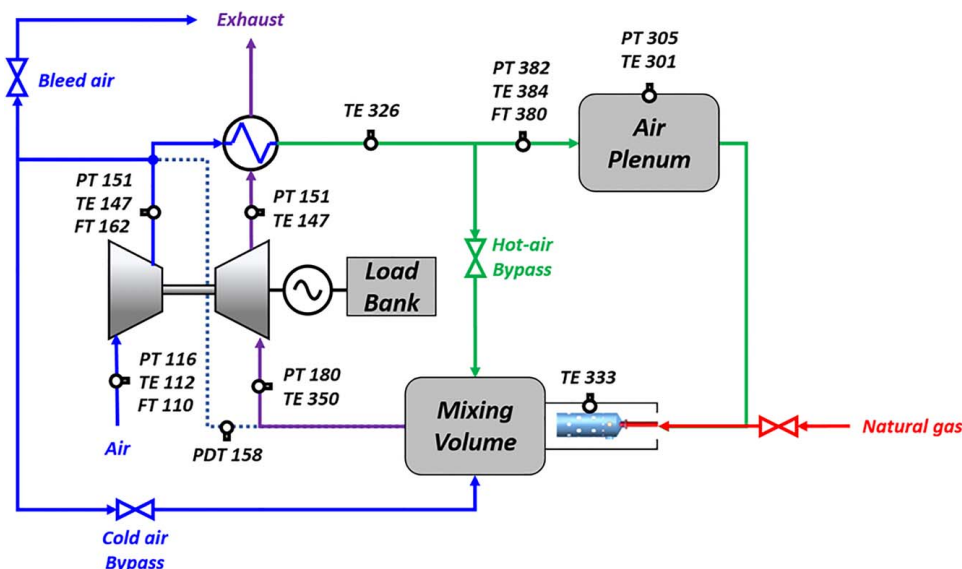 Exhaust
Bleed air
TE 326
PT 382
TE 384
FT 380
PT 305
TE 301
Air
Plenum
PT 151
TE 147
FT 162
PT 151
TE 147
Hot-air
Bypass
Load
Bank
PT 116
TE 112
FT 110
Air
PT 180
TE 350
PDT 158
Mixing
Volume
TE 333
Natural gas
Cold air
Bypass